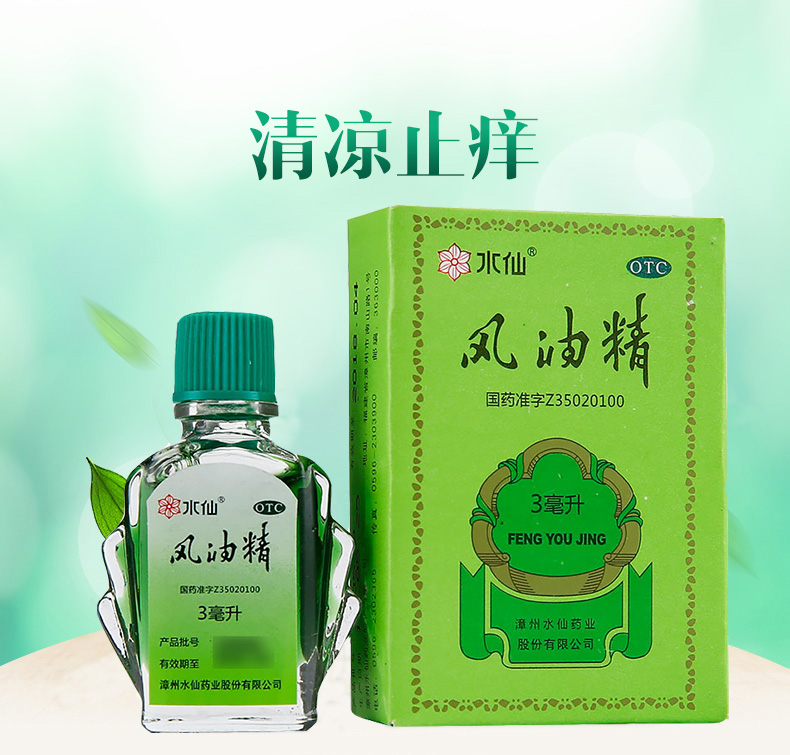 清凉止痒
水仙®
OTC
风油精
国药准字Z35020100
3毫升
FENG YOU JING
漳州水仙药业
股份有限公司
水仙®
OTC
风油精
国药准字Z35020100
3毫升
产品批号
有效期至
漳州水仙药业股份有限公司